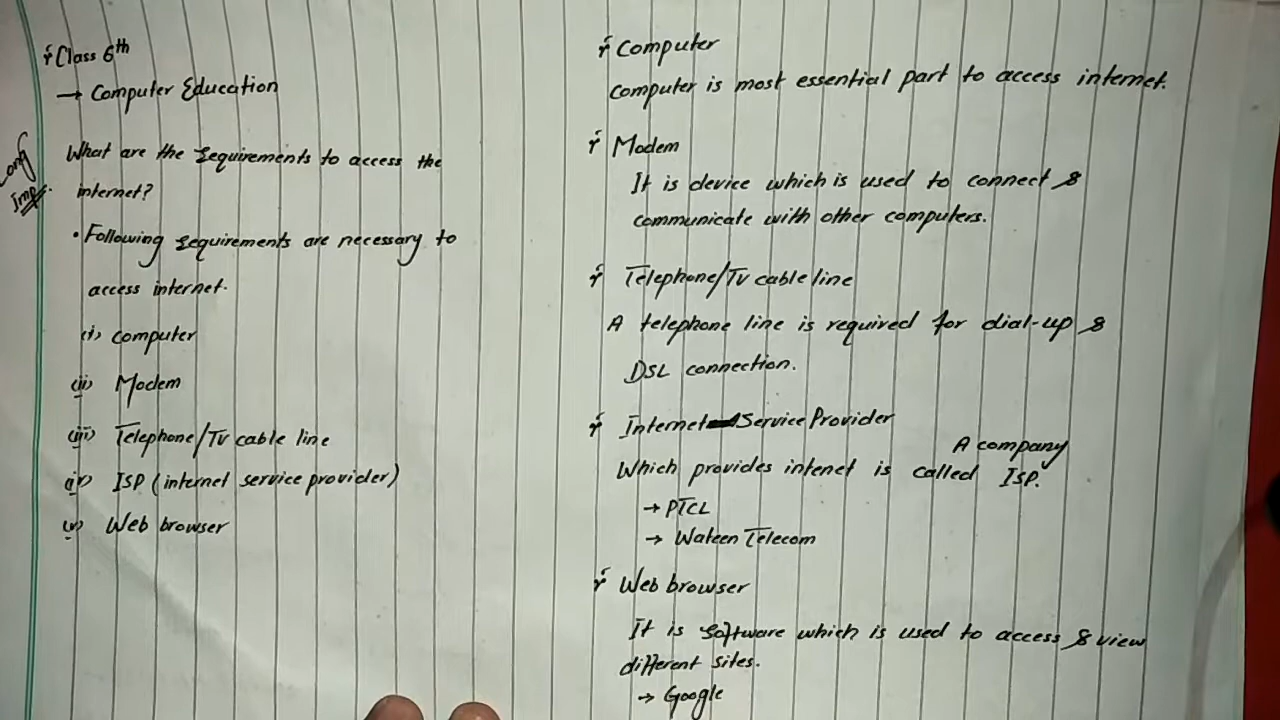 Class 6th
→ Computer Education
Long
Imp.
What are the requirements to access the
internet?
• Following requirements are necessary to
access internet.
(i) Computer
(ii) Modem
(iii) Telephone/Tv cable line
(iv) ISP (internet service provider)
(v) Web browser
Computer
Computer is most essential part to access internet.
Modem
It is device which is used to connect &
communicate with other computers.
Telephone/Tv cable line
A telephone line is required for dial-up &
DSL connection.
Internet Service Provider
A company
Which provides intenet is called ISP.
→ PTCL
→ Wateen Telecom
Web browser
It is software which is used to access & view
different sites.
→ Google